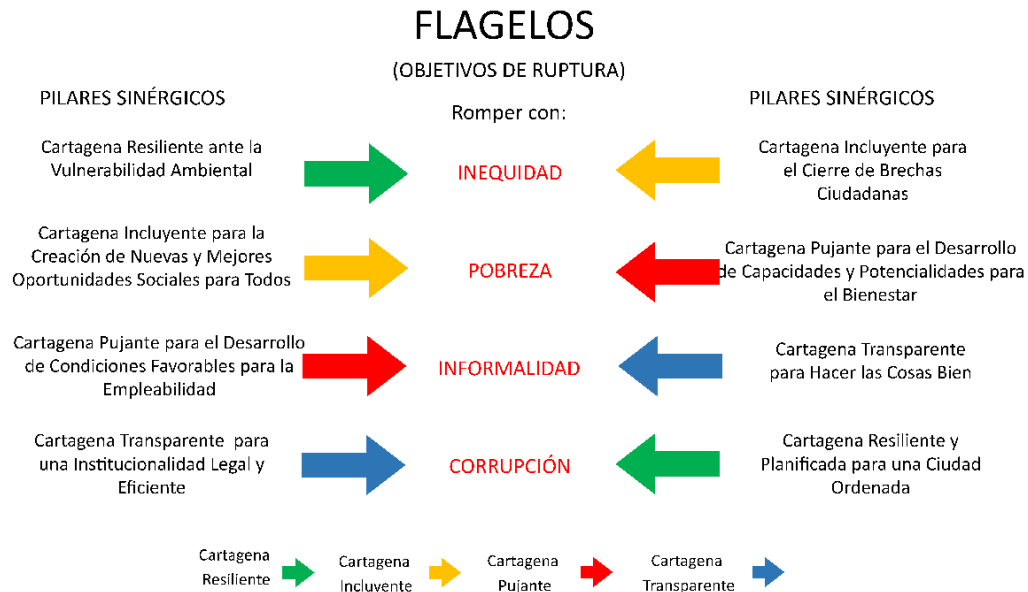 FLAGELOS
(OBJETIVOS DE RUPTURA)
PILARES SINÉRGICOS
Romper con:
PILARES SINÉRGICOS
Cartagena Resiliente ante la
Vulnerabilidad Ambiental
INEQUIDAD
Cartagena Incluyente para
el Cierre de Brechas
Ciudadanas
Cartagena Incluyente para la
Creación de Nuevas y Mejores
Oportunidades Sociales para Todos
POBREZA
Cartagena Pujante para el Desarrollo
de Capacidades y Potencialidades para
el Bienestar
Cartagena Pujante para el Desarrollo
de Condiciones Favorables para la
Empleabilidad
INFORMALIDAD
Cartagena Transparente
para Hacer las Cosas Bien
Cartagena Transparente para
una Institucionalidad Legal y
Eficiente
CORRUPCIÓN
Cartagena Resiliente y
Planificada para una Ciudad
Ordenada
Cartagena
Resiliente
Cartagena
Incluyente
Cartagena
Pujante
Cartagena
Transparente